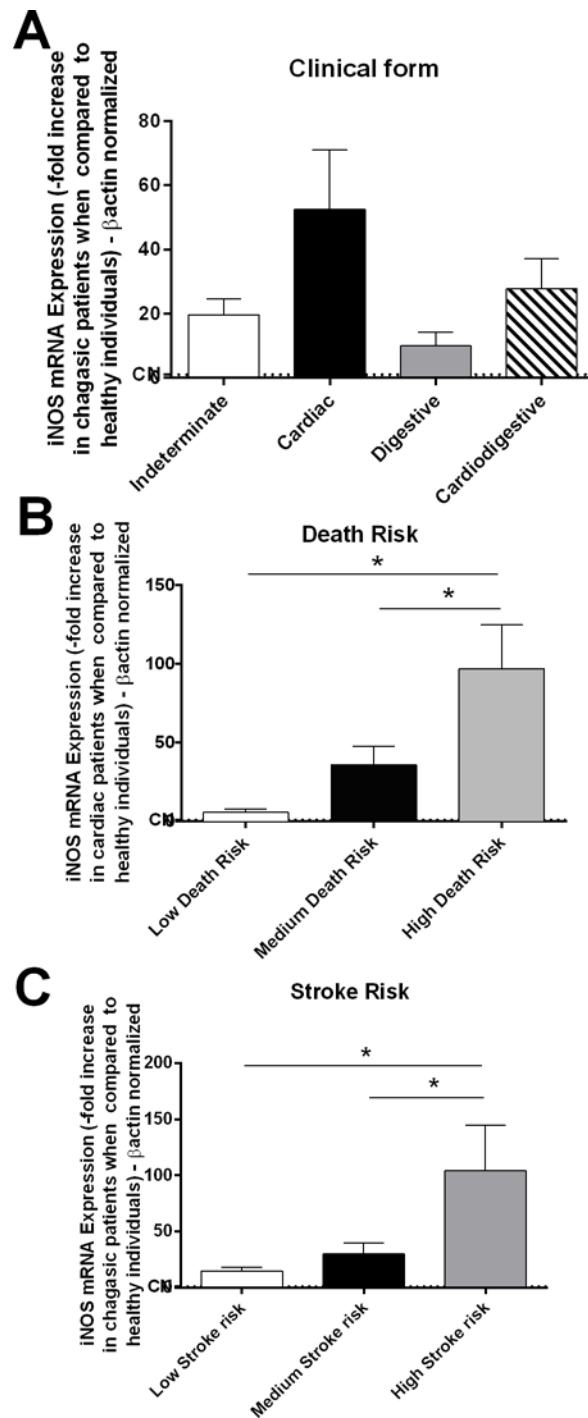 A
Clinical form
iNOS mRNA Expression (-fold increase
in chagasic patients when compared to
healthy individuals) - βactin normalized
80
60
40
20
CN
0
Indeterminate
Cardiac
Digestive
Cardiodigestive
B
Death Risk
iNOS mRNA Expression (-fold increase
in cardiac patients when compared to
healthy individuals) - βactin normalized
150
100
50
CN
*
*
Low Death Risk
Medium Death Risk
High Death Risk
C
Stroke Risk
iNOS mRNA Expression (-fold increase
in chagasic patients when compared to
healthy individuals) - βactin normalized
200
150
100
50
CN
*
*
Low Stroke risk
Medium Stroke risk
High Stroke risk